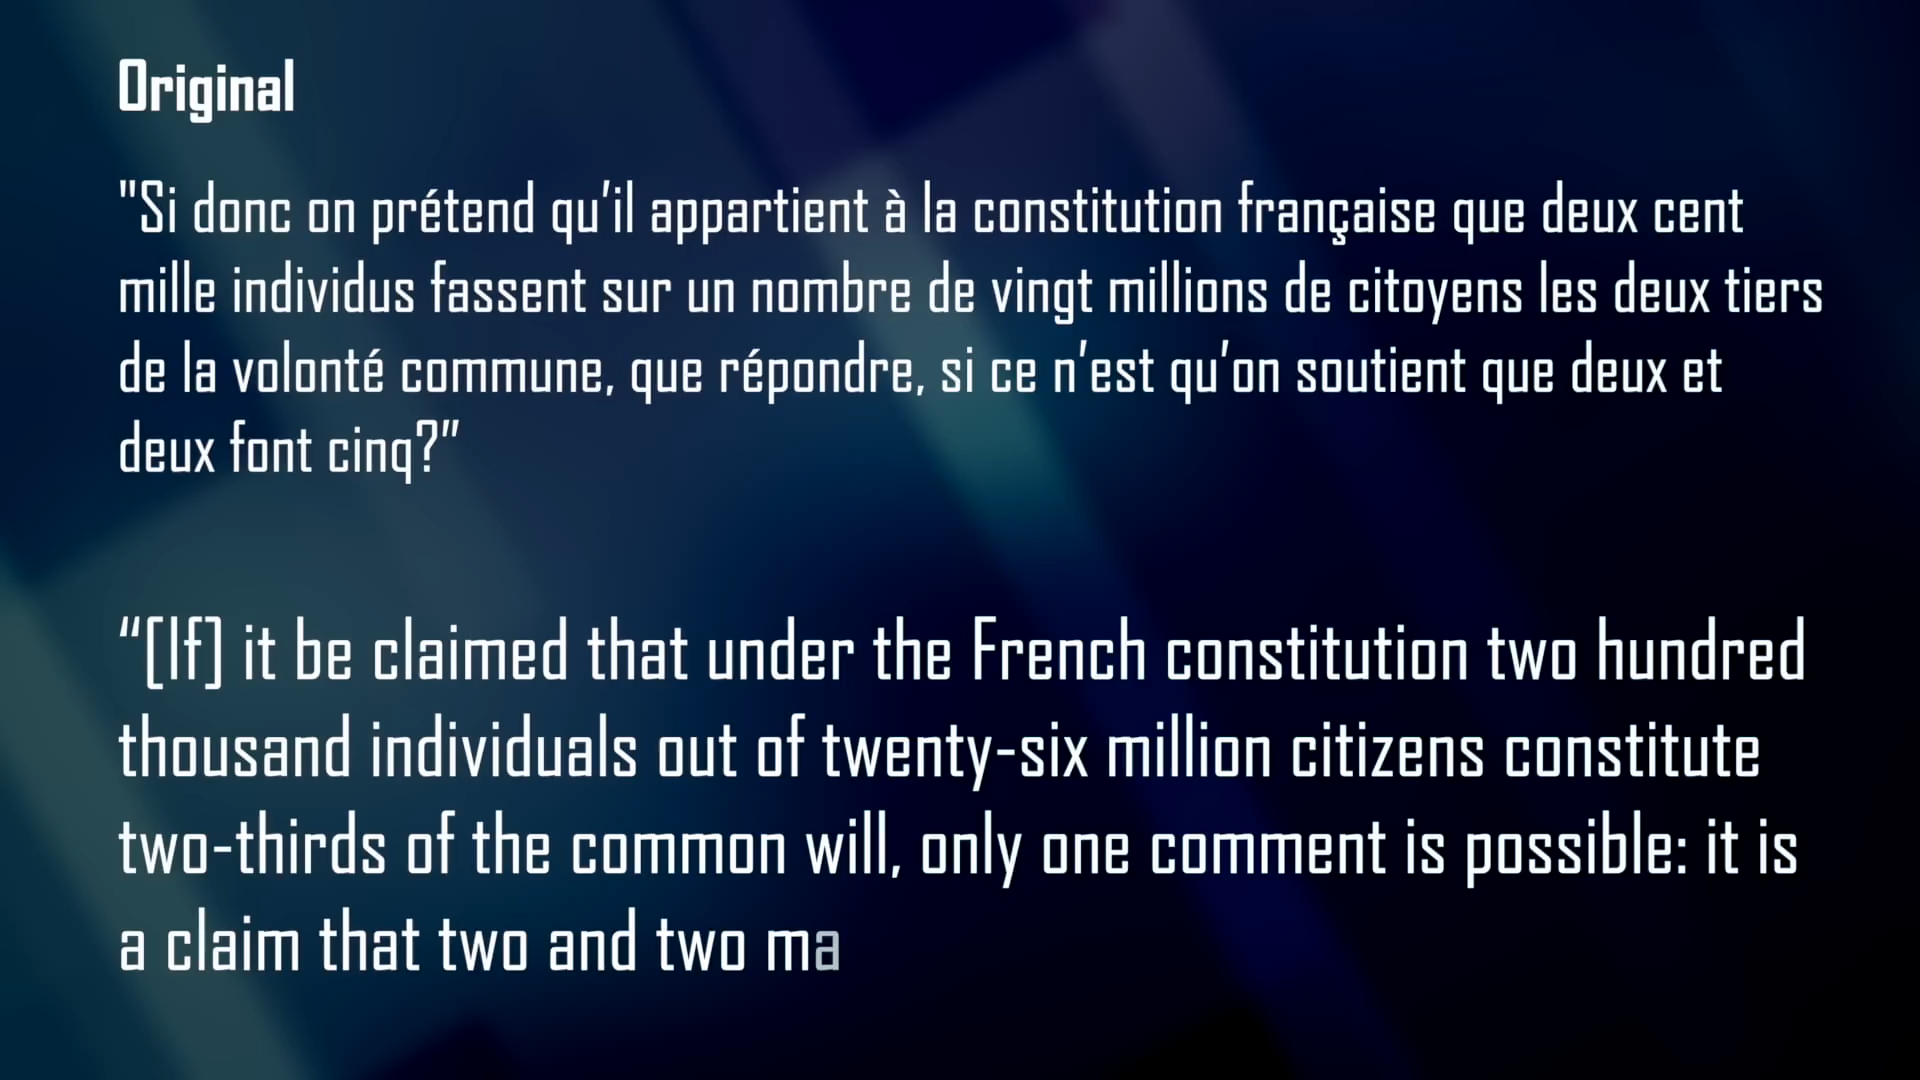 Original
"Si donc on prétend qu’il appartient à la constitution française que deux cent
mille individus fassent sur un nombre de vingt millions de citoyens les deux tiers
de la volonté commune, que répondre, si ce n’est qu’on soutient que deux et
deux font cinq?”
“[If] it be claimed that under the French constitution two hundred
thousand individuals out of twenty-six million citizens constitute
two-thirds of the common will, only one comment is possible: it is
a claim that two and two ma